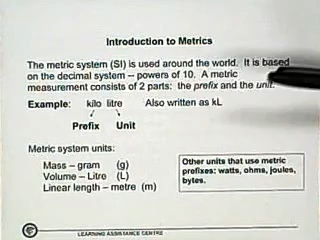 Introduction to Metrics
The metric system (SI) is used around the world. It is based
on the decimal system – powers of 10. A metric
measurement consists of 2 parts: the prefix and the unit.
Example: kilo litre Also written as kL
Prefix Unit
Metric system units:
Mass – gram (g)
Volume – Litre (L)
Linear length – metre (m)
Other units that use metric
prefixes: watts, ohms, joules,
bytes.
LEARNING ASSISTANCE CENTRE